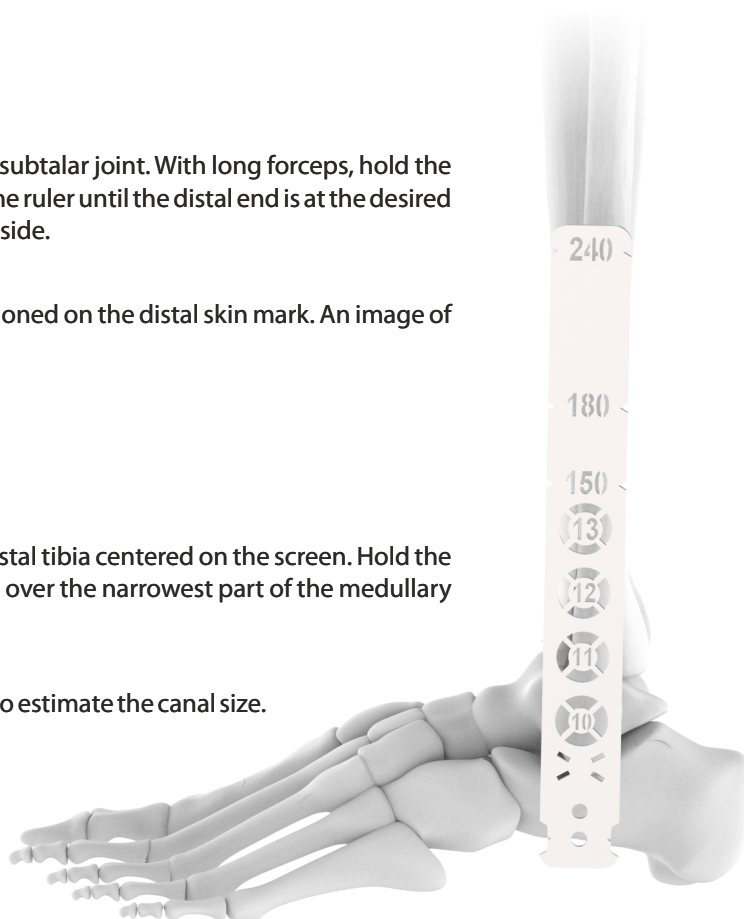 subtalar joint. With long forceps, hold the
ne ruler until the distal end is at the desired
side.
oned on the distal skin mark. An image of
stal tibia centered on the screen. Hold the
over the narrowest part of the medullary
o estimate the canal size.
240
180
150
13
12
11
10